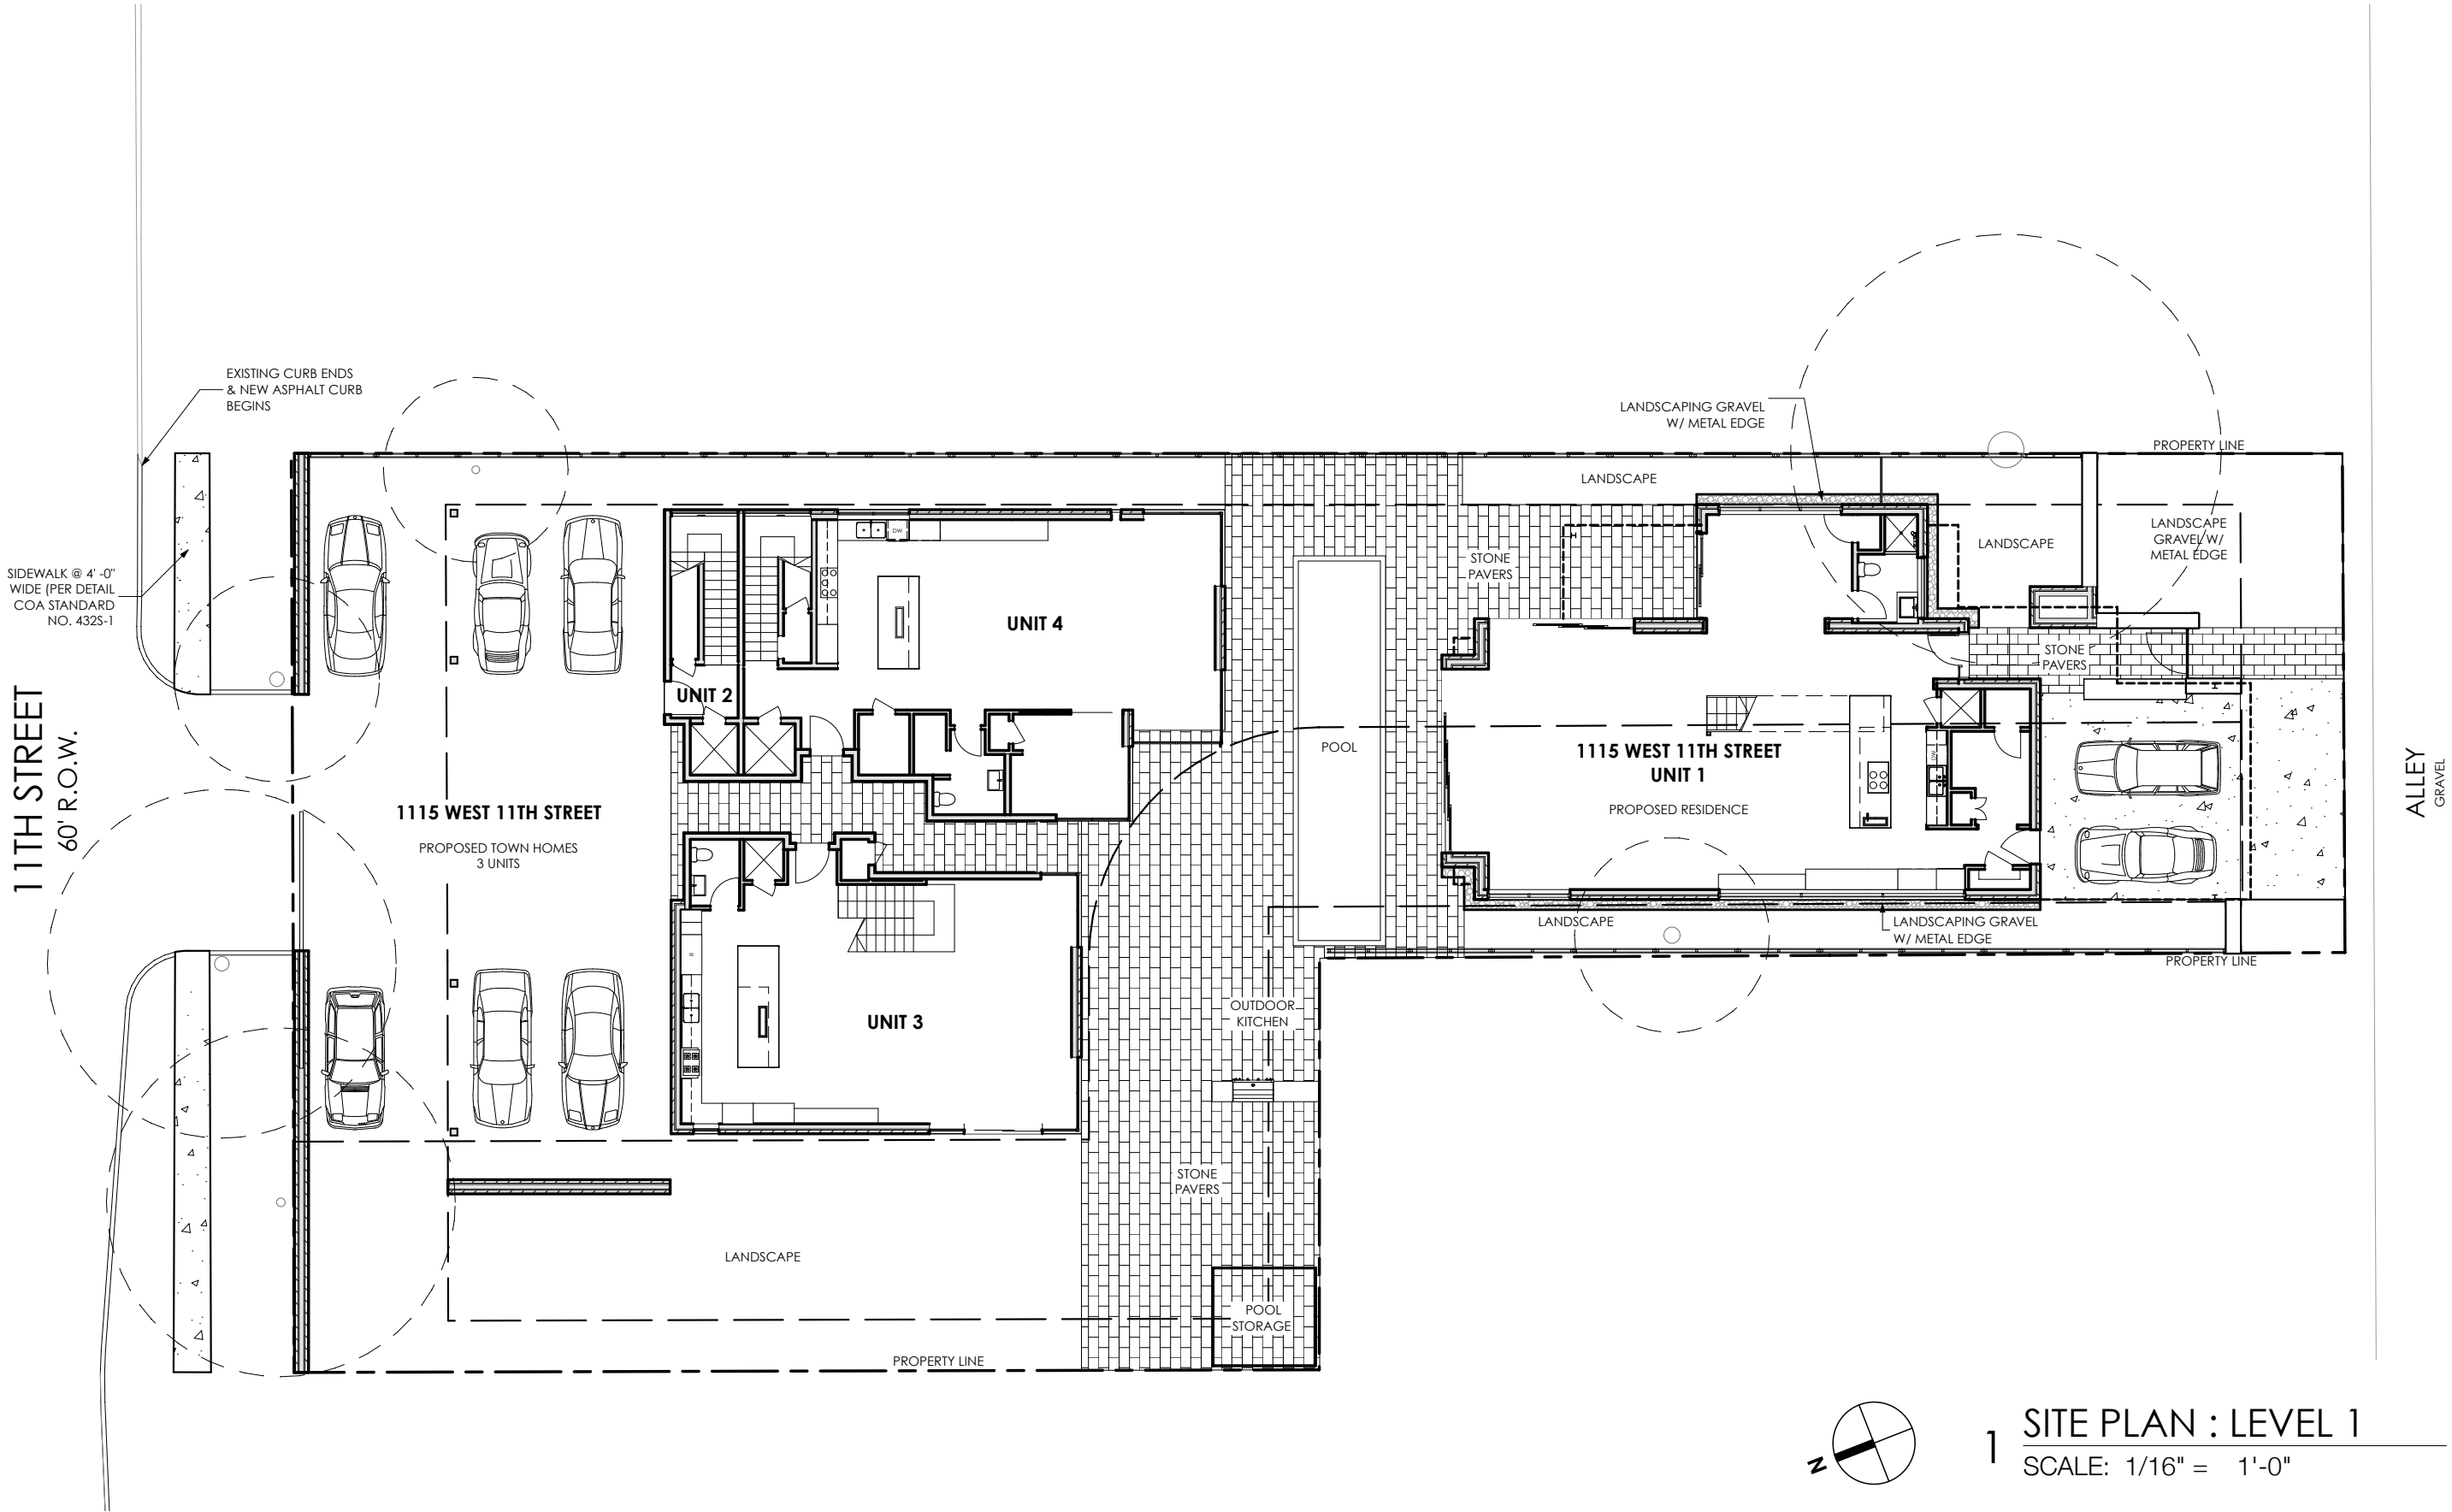 EXISTING CURB ENDS
& NEW ASPHALT CURB
BEGINS
LANDSCAPING GRAVEL
W/ METAL EDGE
PROPERTY LINE
LANDSCAPE
LANDSCAPE
GRAVEL W/
METAL EDGE
LANDSCAPE
STONE
PAVERS
SIDEWALK @ 4' -0"
WIDE (PER DETAIL
COA STANDARD
NO. 432S-1
DW
UNIT 4
UNIT 2
STONE
PAVERS
11TH STREET
60' R.O.W.
POOL
1115 WEST 11TH STREET
UNIT 1
PROPOSED RESIDENCE
DW
ALLEY
GRAVEL
1115 WEST 11TH STREET
PROPOSED TOWN HOMES
3 UNITS
LANDSCAPE
LANDSCAPING GRAVEL
W/ METAL EDGE
PROPERTY LINE
R
UNIT 3
OUTDOOR
KITCHEN
STONE
PAVERS
LANDSCAPE
POOL
STORAGE
PROPERTY LINE
N
1
SITE PLAN : LEVEL 1
SCALE: 1/16" = 1'-0"